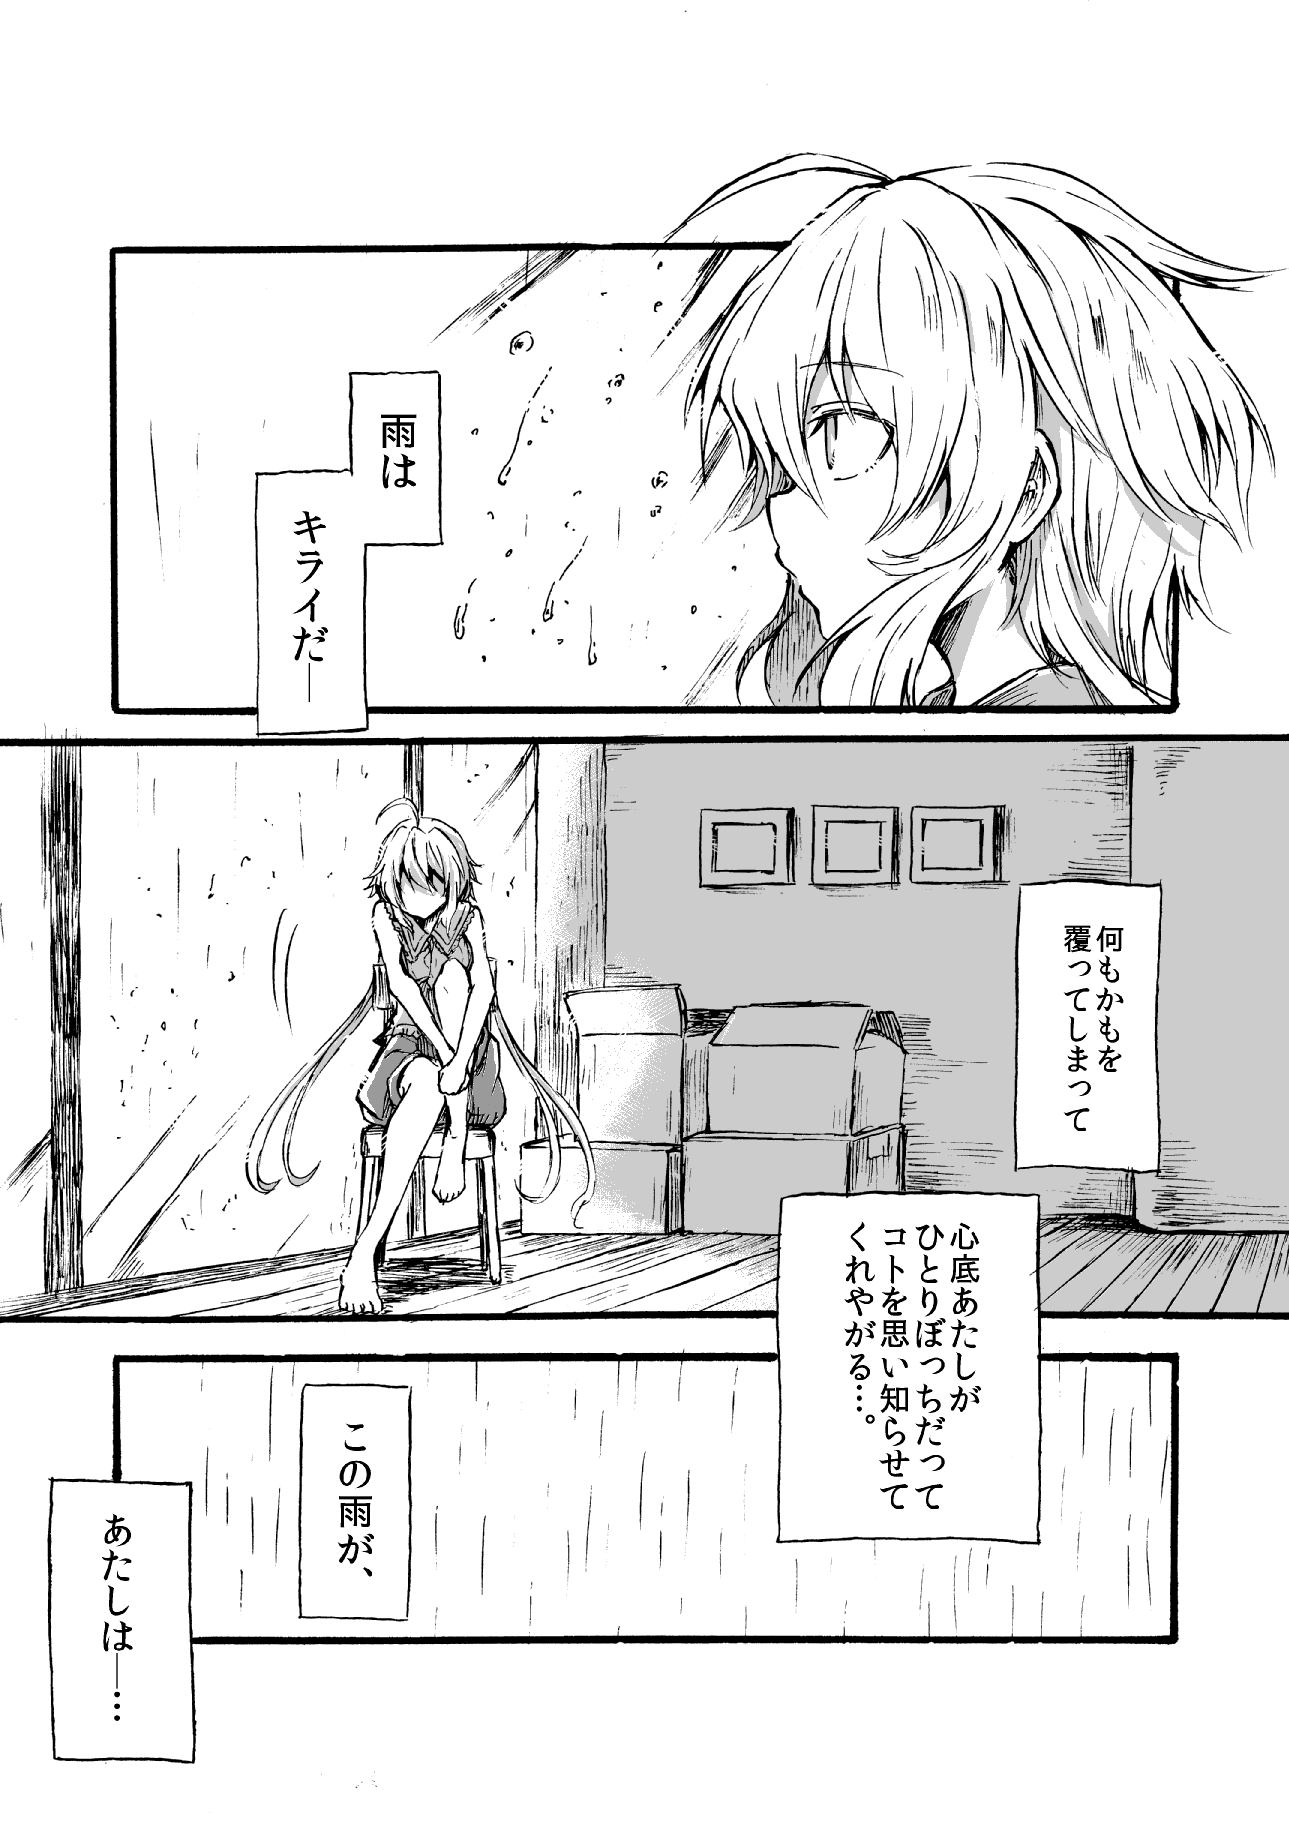 雨は
キライだ―
何もかもを
覆ってしまって
心底あたしが
ひとりぼっちだって
コトを思い知らせて
くれやがる…。
この雨が、
あたしは―…